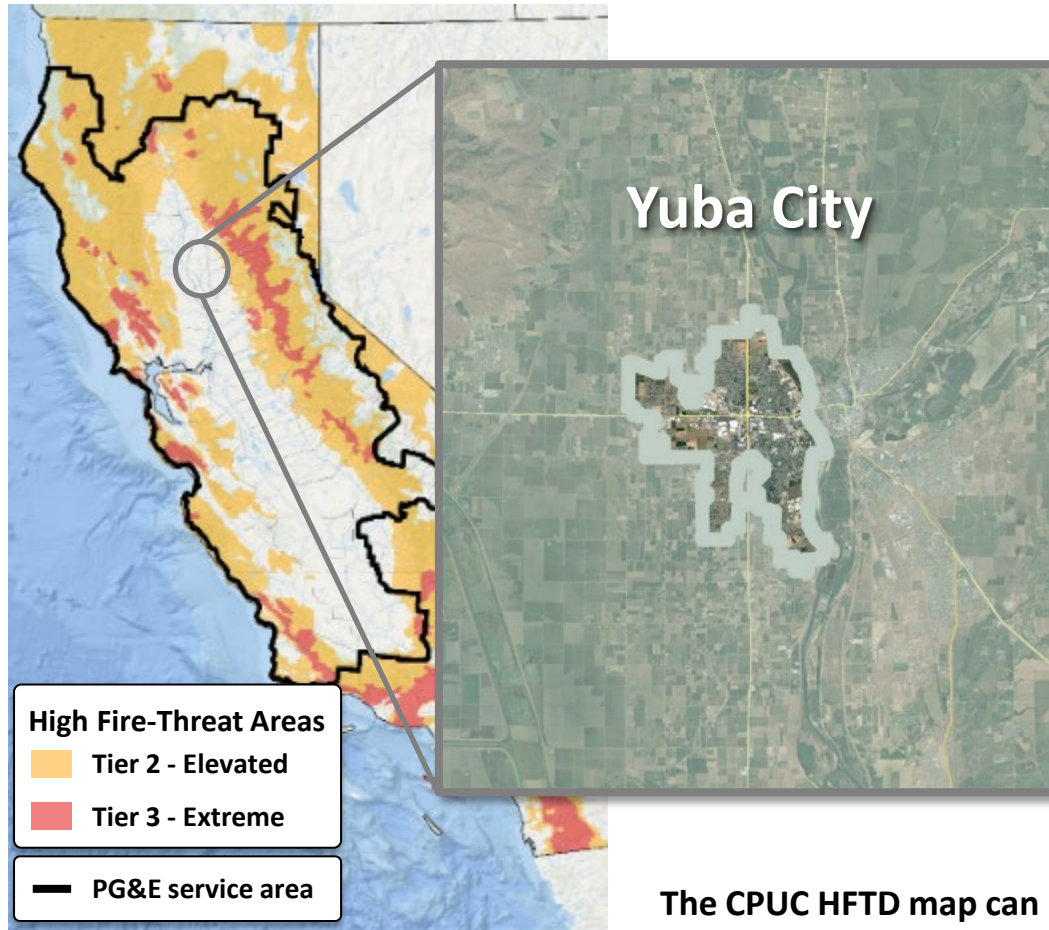 Yuba City
High Fire-Threat Areas
Tier 2 - Elevated
Tier 3 - Extreme
PG&E service area
The CPUC HFTD map can